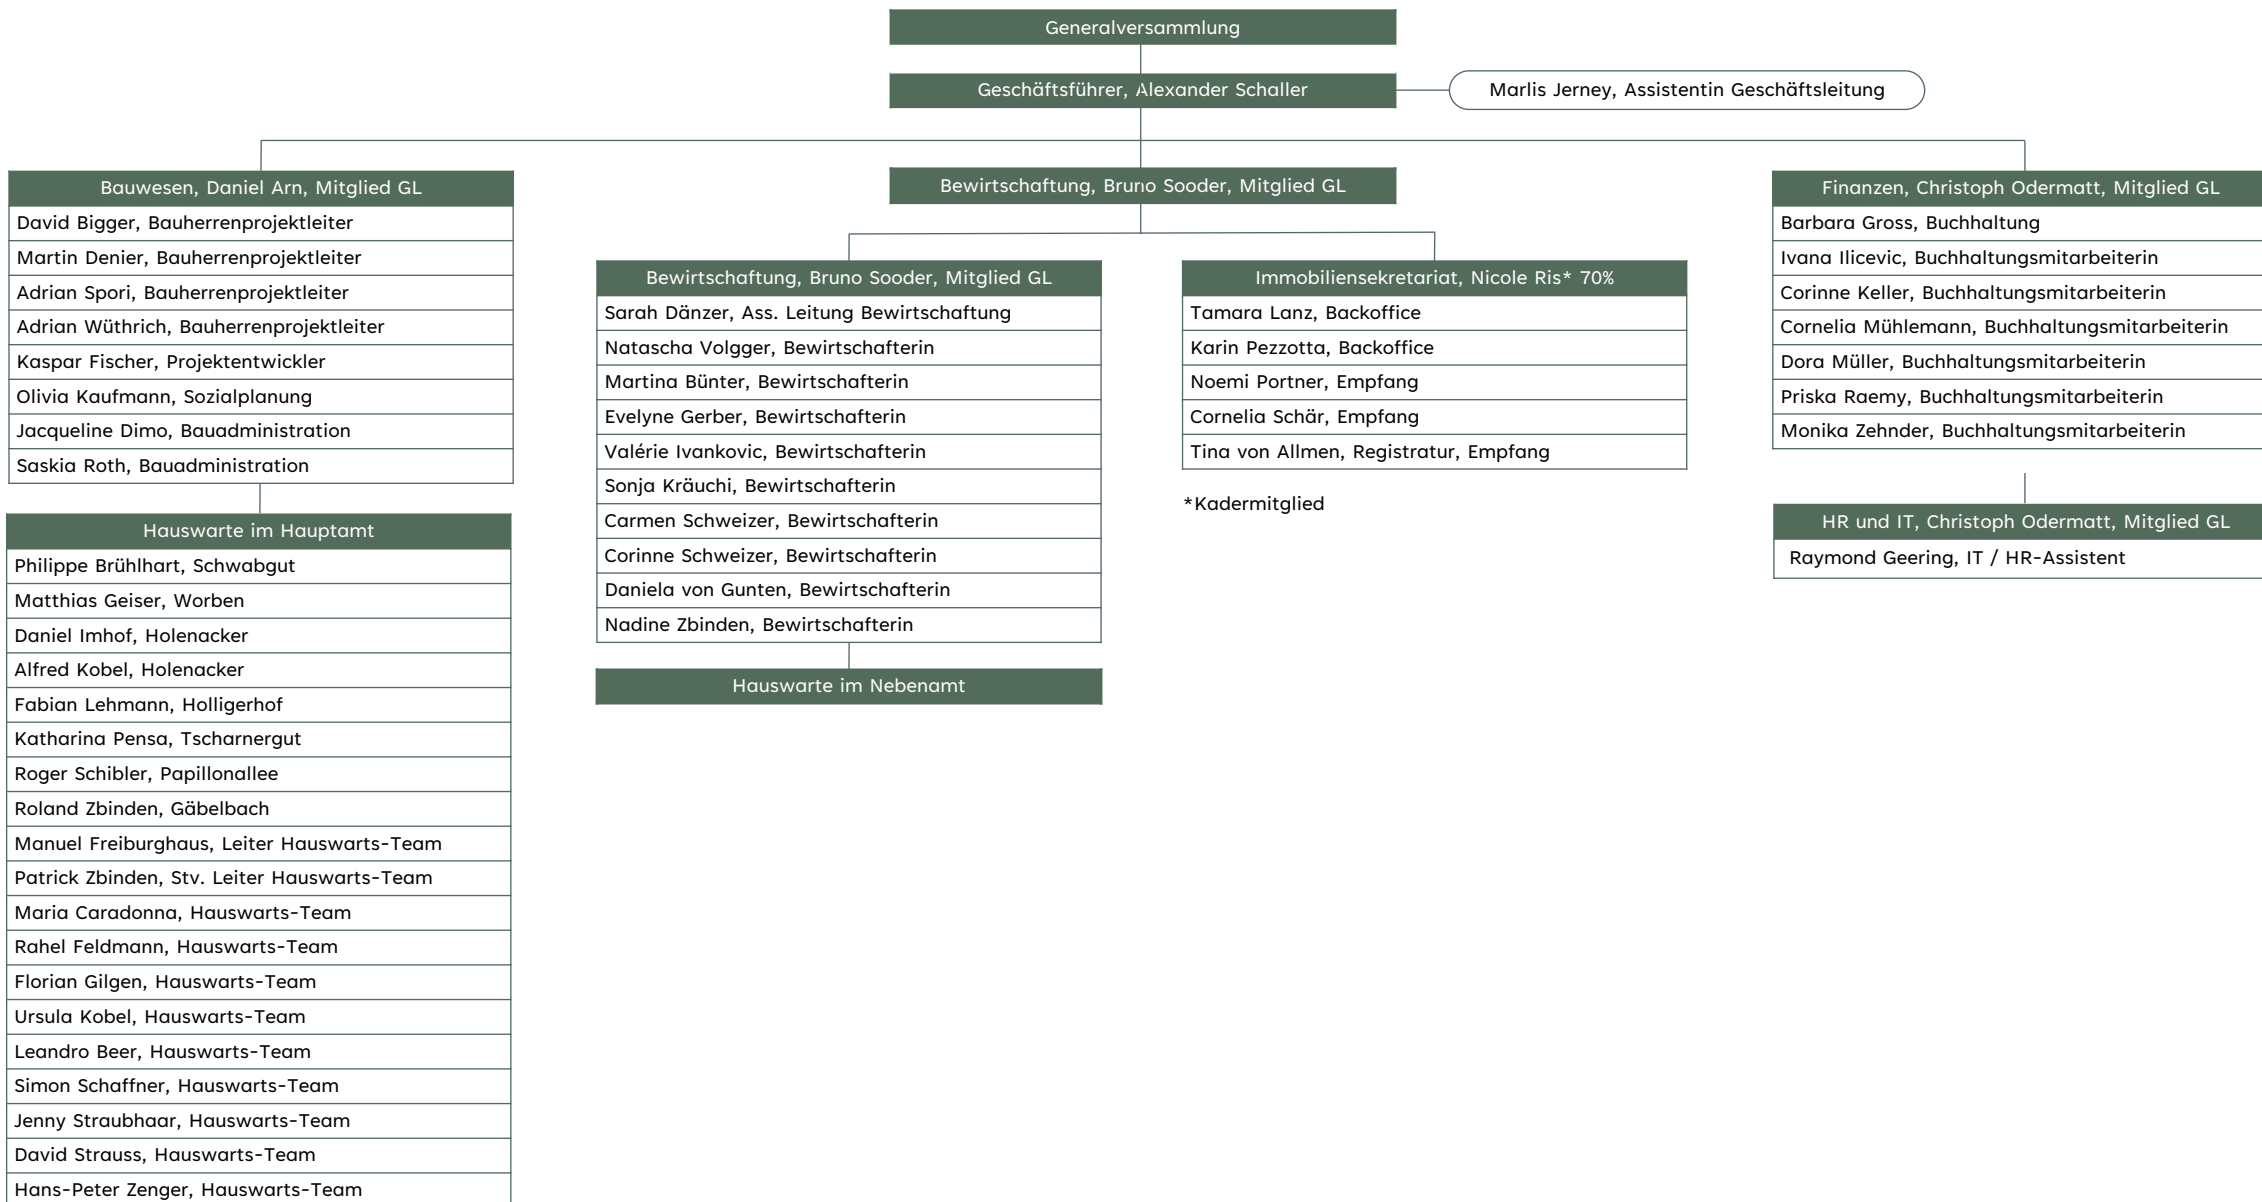 Generalversammlung
Geschäftsführer, Alexander Schaller
Marlis Jerney, Assistentin Geschäftsleitung
Bauwesen, Daniel Arn, Mitglied GL
David Bigger, Bauherrenprojektleiter
Martin Denier, Bauherrenprojektleiter
Adrian Spori, Bauherrenprojektleiter
Adrian Wüthrich, Bauherrenprojektleiter
Kaspar Fischer, Projektentwickler
Olivia Kaufmann, Sozialplanung
Jacqueline Dimo, Bauadministration
Saskia Roth, Bauadministration
Hauswarte im Hauptamt
Philippe Brühlhart, Schwabgut
Matthias Geiser, Worben
Daniel Imhof, Holenacker
Alfred Kobel, Holenacker
Fabian Lehmann, Holligerhof
Katharina Pensa, Tscharnergut
Roger Schibler, Papillonallee
Roland Zbinden, Gäbelbach
Manuel Freiburghaus, Leiter Hauswarts-Team
Patrick Zbinden, Stv. Leiter Hauswarts-Team
Maria Caradonna, Hauswarts-Team
Rahel Feldmann, Hauswarts-Team
Florian Gilgen, Hauswarts-Team
Ursula Kobel, Hauswarts-Team
Leandro Beer, Hauswarts-Team
Simon Schaffner, Hauswarts-Team
Jenny Straubhaar, Hauswarts-Team
David Strauss, Hauswarts-Team
Hans-Peter Zenger, Hauswarts-Team
Bewirtschaftung, Bruno Sooder, Mitglied GL
Bewirtschaftung, Bruno Sooder, Mitglied GL
Sarah Dänzer, Ass. Leitung Bewirtschaftung
Natascha Volgger, Bewirtschafterin
Martina Bünter, Bewirtschafterin
Evelyne Gerber, Bewirtschafterin
Valérie Ivankovic, Bewirtschafterin
Sonja Kräuchi, Bewirtschafterin
Carmen Schweizer, Bewirtschafterin
Corinne Schweizer, Bewirtschafterin
Daniela von Gunten, Bewirtschafterin
Nadine Zbinden, Bewirtschafterin
Hauswarte im Nebenamt
Immobiliensekretariat, Nicole Ris* 70%
Tamara Lanz, Backoffice
Karin Pezzotta, Backoffice
Noemi Portner, Empfang
Cornelia Schär, Empfang
Tina von Allmen, Registratur, Empfang
*Kadermitglied
Finanzen, Christoph Odermatt, Mitglied GL
Barbara Gross, Buchhaltung
Ivana Ilicevic, Buchhaltungsmitarbeiterin
Corinne Keller, Buchhaltungsmitarbeiterin
Cornelia Mühlemann, Buchhaltungsmitarbeiterin
Dora Müller, Buchhaltungsmitarbeiterin
Priska Raemy, Buchhaltungsmitarbeiterin
Monika Zehnder, Buchhaltungsmitarbeiterin
HR und IT, Christoph Odermatt, Mitglied GL
Raymond Geering, IT / HR-Assistent